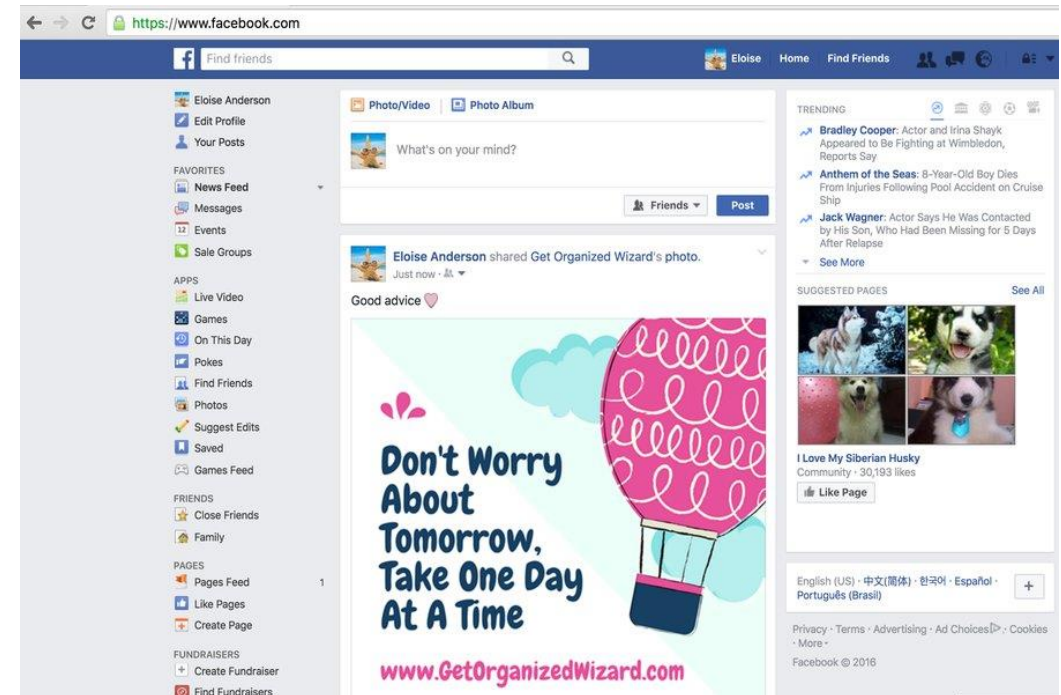 https://www.facebook.com
f
Find friends
Eloise
Home
Find Friends
Eloise Anderson
Edit Profile
Your Posts
FAVORITES
News Feed
Messages
12 Events
Sale Groups
APPS
Live Video
Games
On This Day
Pokes
Find Friends
Photos
Suggest Edits
Saved
Games Feed
FRIENDS
Close Friends
Family
PAGES
Pages Feed 1
Like Pages
Create Page
FUNDRAISERS
Create Fundraiser
Find Fundraisers
Photo/Video
Photo Album
What's on your mind?
Friends
Post
Eloise Anderson shared Get Organized Wizard's photo.
Just now ·
Good advice
Don't Worry
About
Tomorrow,
Take One Day
At A Time
www.GetOrganizedWizard.com
TRENDING
Bradley Cooper: Actor and Irina Shayk
Appeared to Be Fighting at Wimbledon,
Reports Say
Anthem of the Seas: 8-Year-Old Boy Dies
From Injuries Following Pool Accident on Cruise
Ship
Jack Wagner: Actor Says He Was Contacted
by His Son, Who Had Been Missing for 5 Days
After Relapse
See More
SUGGESTED PAGES See All
I Love My Siberian Husky
Community · 30,193 likes
Like Page
English (US) · 中文(简体) · 한국어 · Español ·
Português (Brasil)
+
Privacy · Terms · Advertising · Ad Choices · Cookies
· More
Facebook © 2016